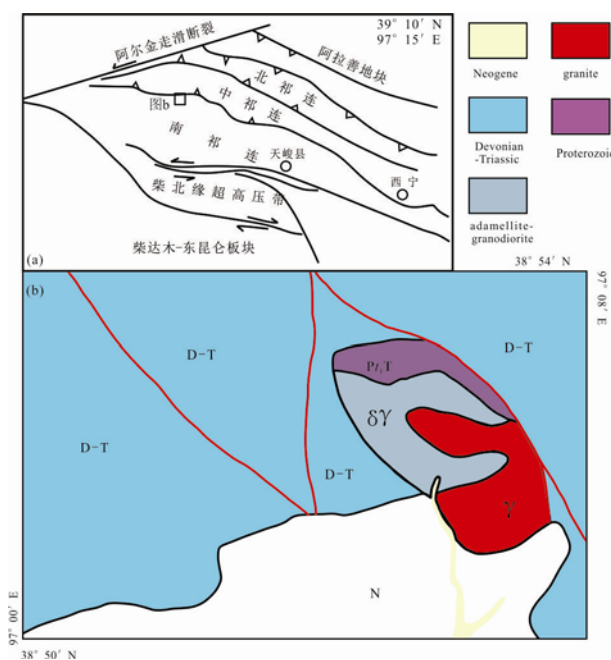 39° 10′ N
97° 15′ E
阿尔金走滑断裂
阿拉善地块
北祁连
中祁连
图b
南祁连
天峻县
西宁
柴北缘超高压带
柴达木-东昆仑板块
(a)
Neogene
granite
Devonian
-Triassic
Proterozoic
adamellite-
granodiorite
38° 54′ N
97° 08′ E
(b)
D-T
D-T
Pt₁T
δγ
D-T
D-T
γ
N
97° 00′ E
38° 50′ N